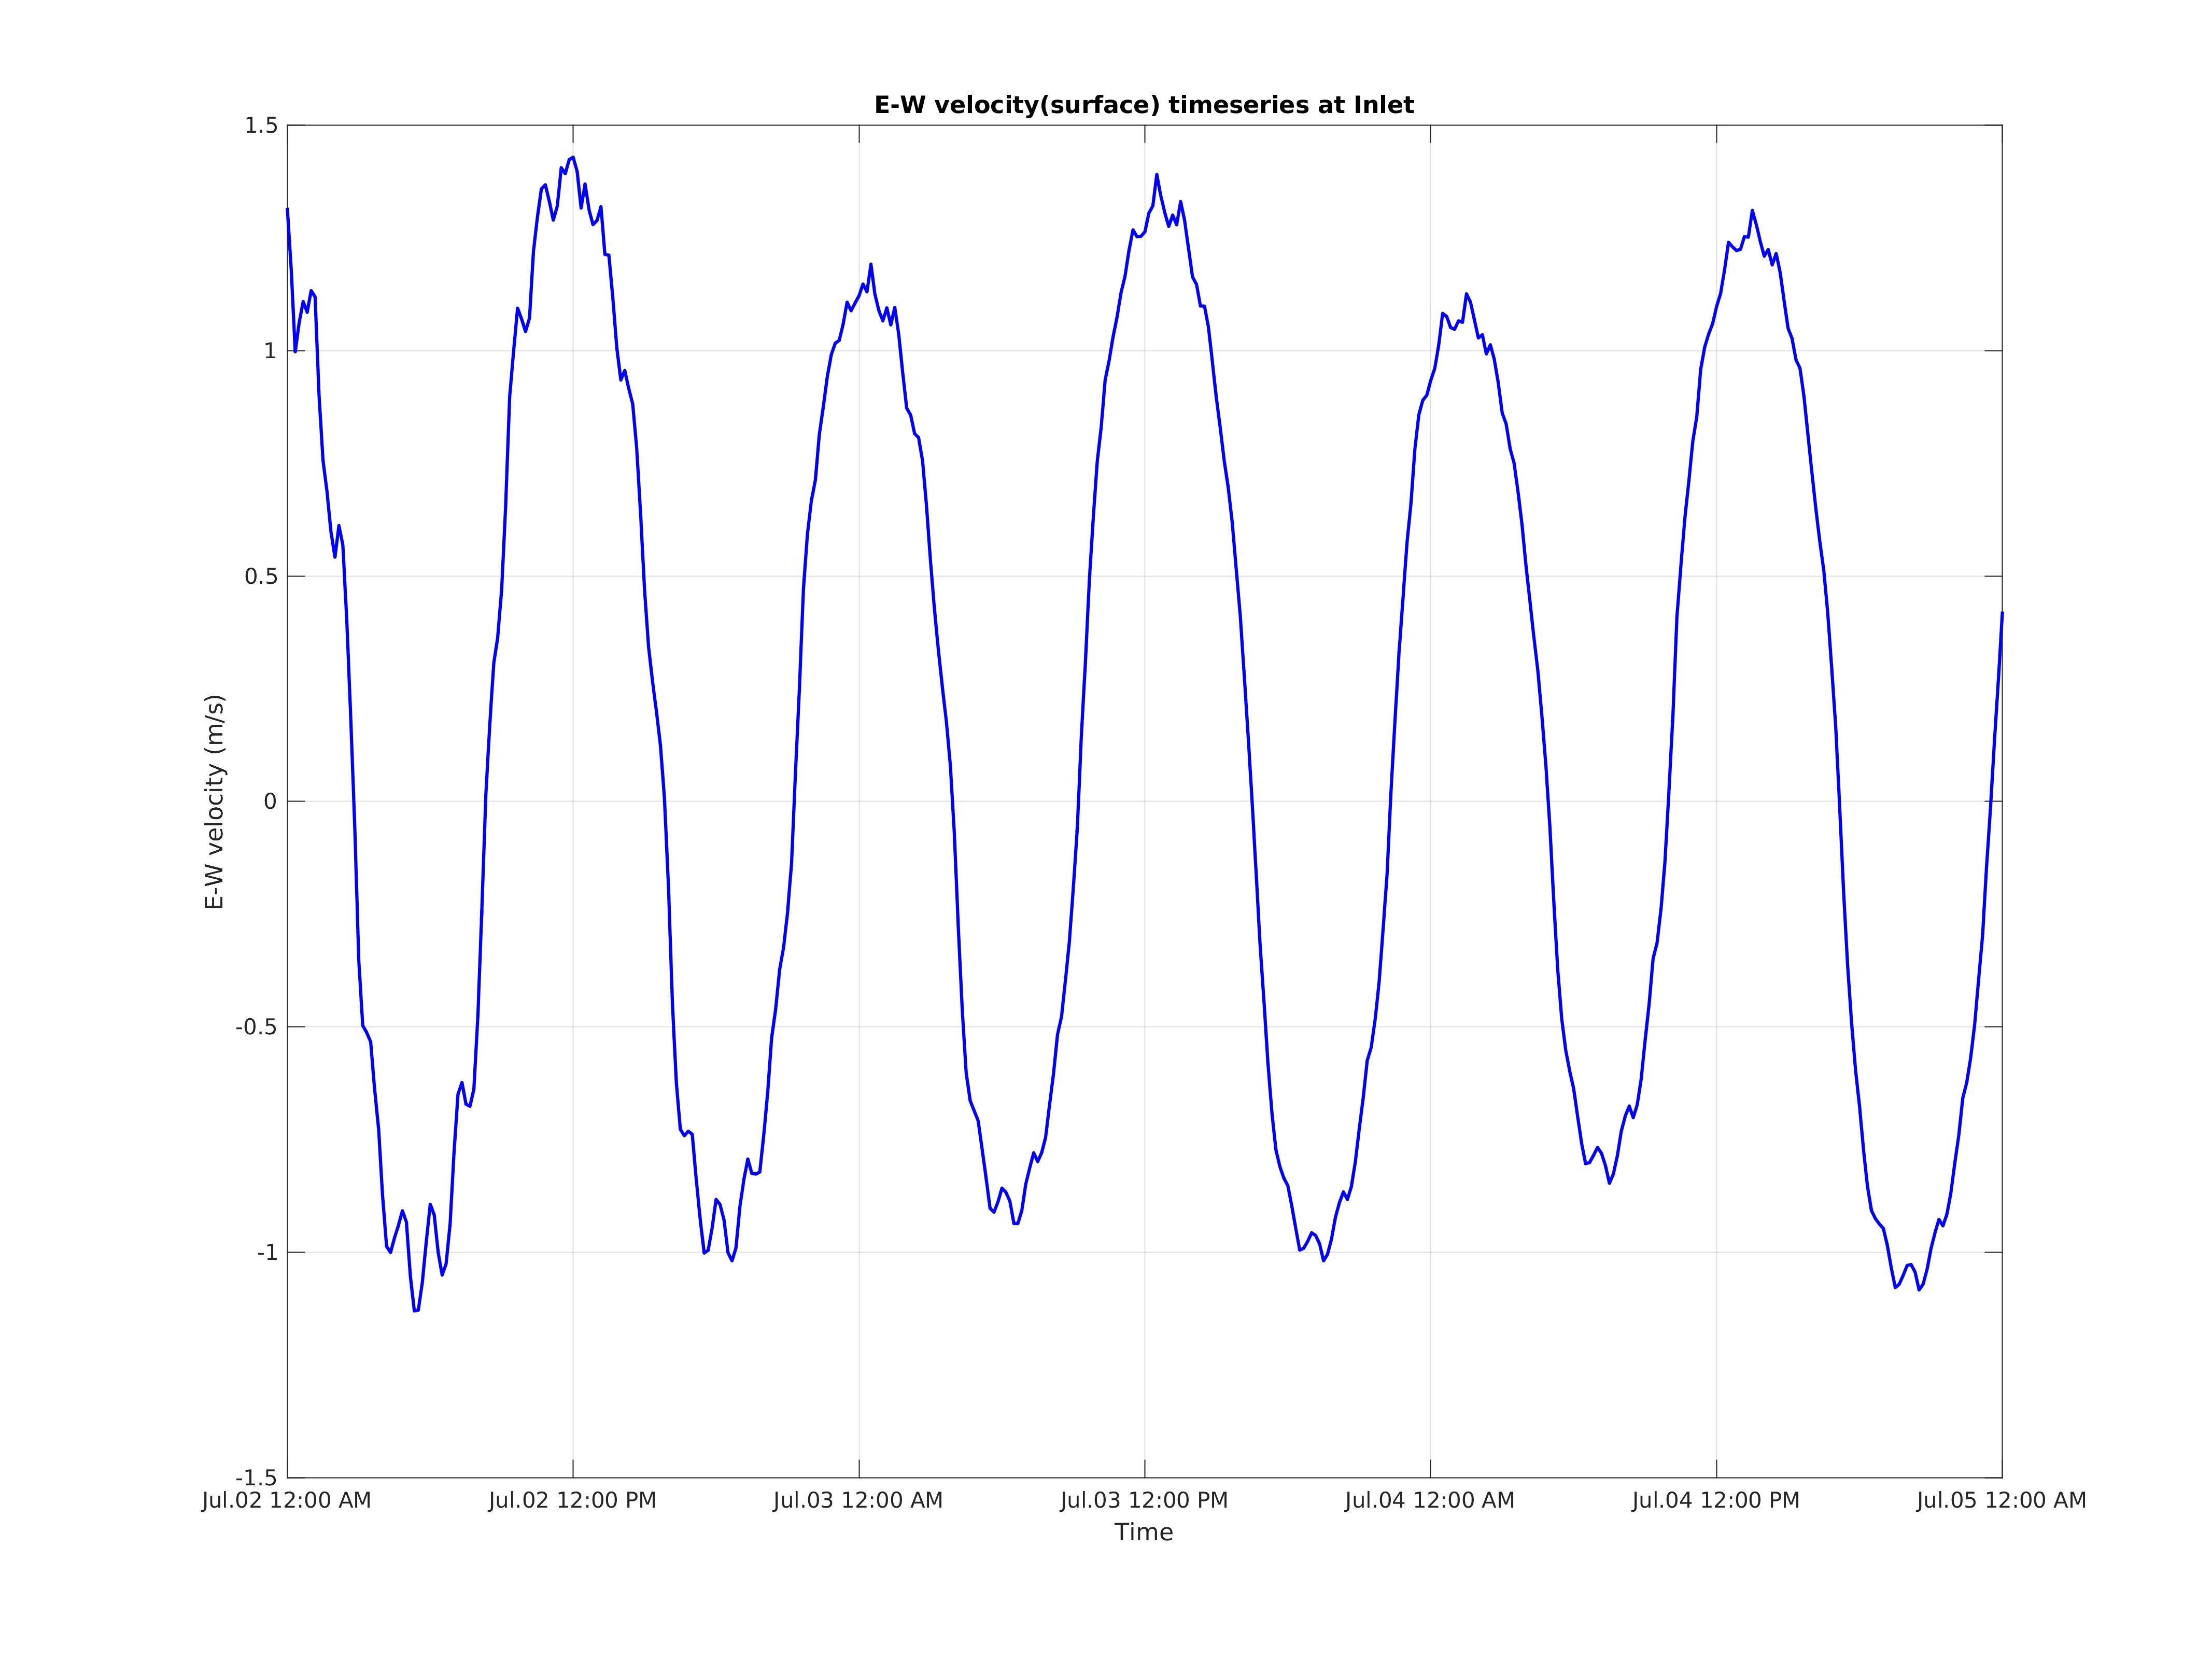 E-W velocity(surface) timeseries at Inlet
1.5
1
0.5
0
-0.5
-1
-1.5
E-W velocity (m/s)
Jul.02 12:00 AM Jul.02 12:00 PM Jul.03 12:00 AM Jul.03 12:00 PM Jul.04 12:00 AM Jul.04 12:00 PM Jul.05 12:00 AM
Time